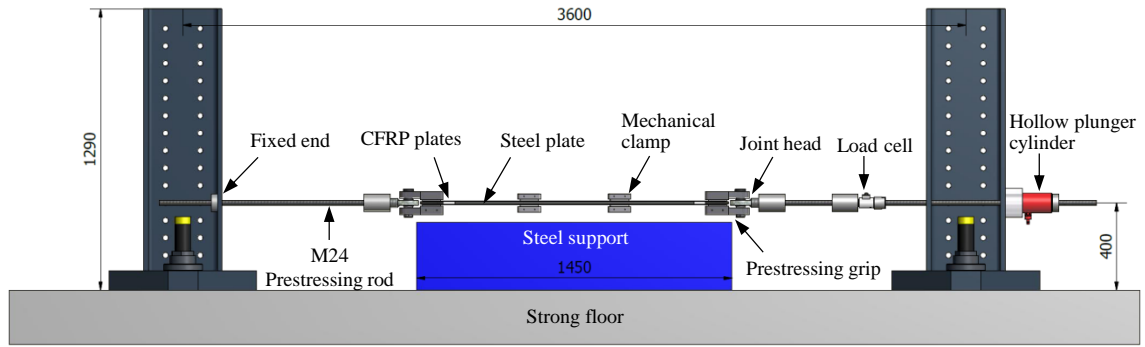 3600
1290
Fixed end
CFRP plates
Steel plate
Mechanical
clamp
Joint head
Load cell
Hollow plunger
cylinder
M24
Prestressing rod
Steel support
1450
Prestressing grip
400
Strong floor